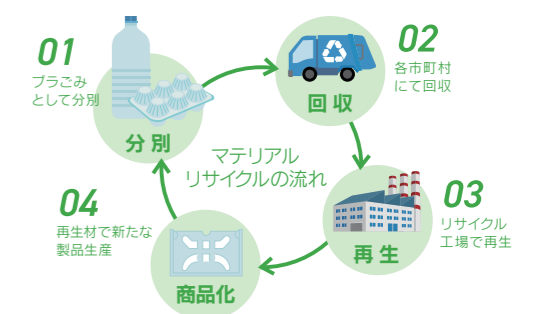 01
プラごみ
として分別
分別
02
各市町村
にて回収
回収
マテリアル
リサイクルの流れ
03
リサイクル
工場で再生
再生
04
再生材で新たな
製品生産
商品化